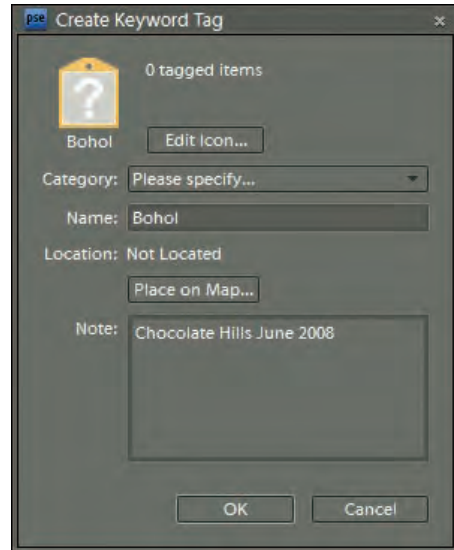 pse Create Keyword Tag x
0 tagged items
?
Bohol
Edit Icon...
Category: Please specify...
Name: Bohol
Location: Not Located
Place on Map...
Note: Chocolate Hills June 2008
OK Cancel